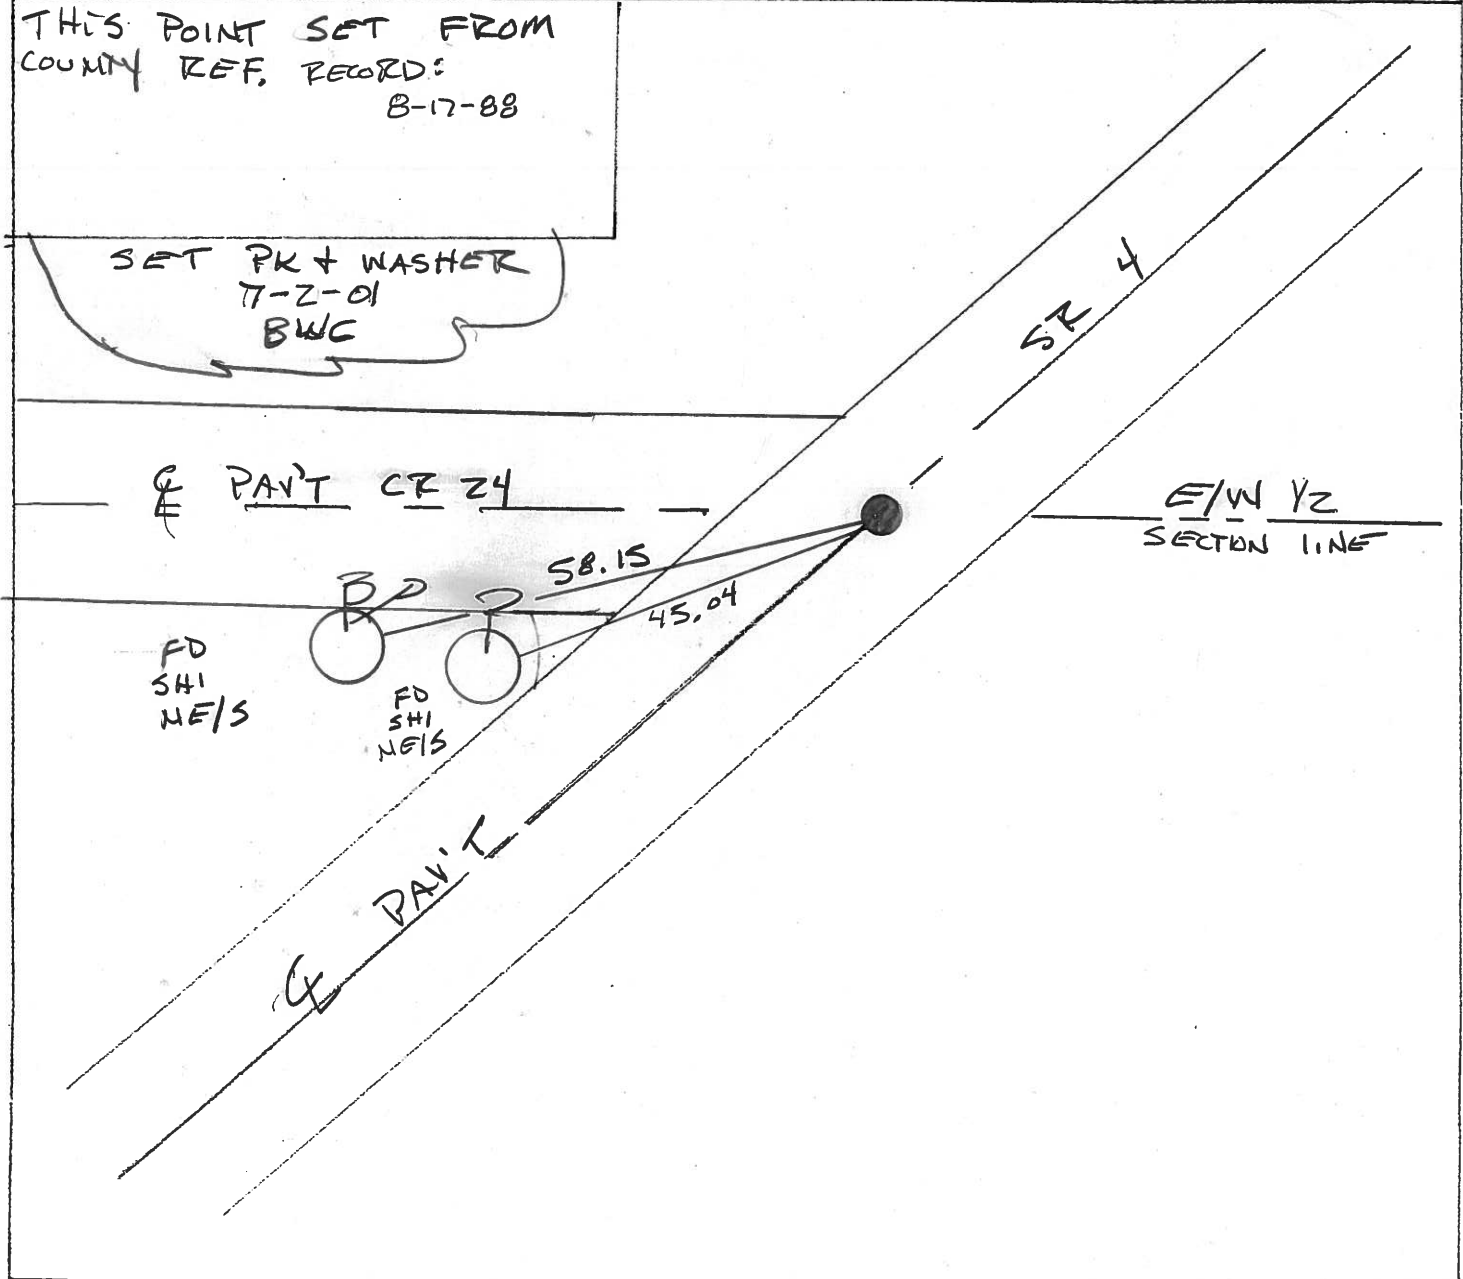 THIS POINT SET FROM
COUNTY REF. RECORD:
8-17-88
SET PK + WASHER
7-2-01
BWC
SR 4
℄ PAV'T CR 24
E/W 1/2
SECTION LINE
58.15
45.04
FD
SHI
NE/S
FD
SHI
NE/S
℄ PAV'T